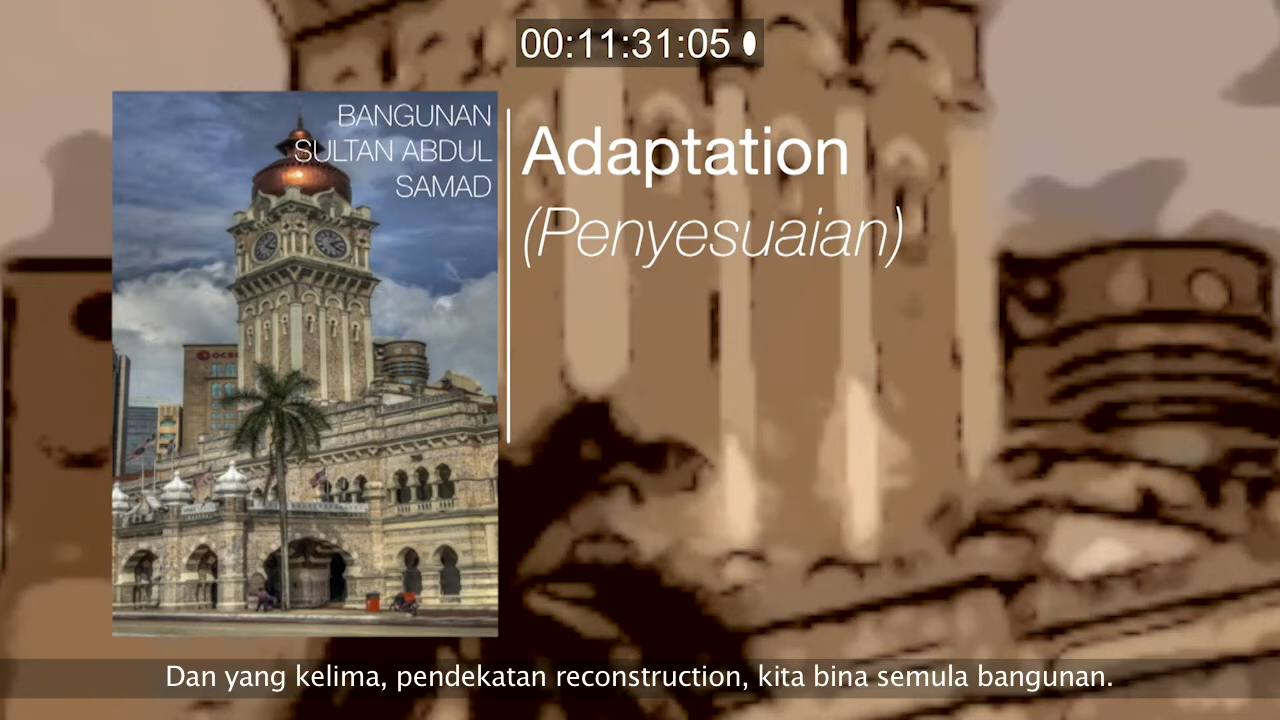 00:11:31:05
BANGUNAN
SULTAN ABDUL
SAMAD
Adaptation
(Penyesuaian)
OCBC
Dan yang kelima, pendekatan reconstruction, kita bina semula bangunan.